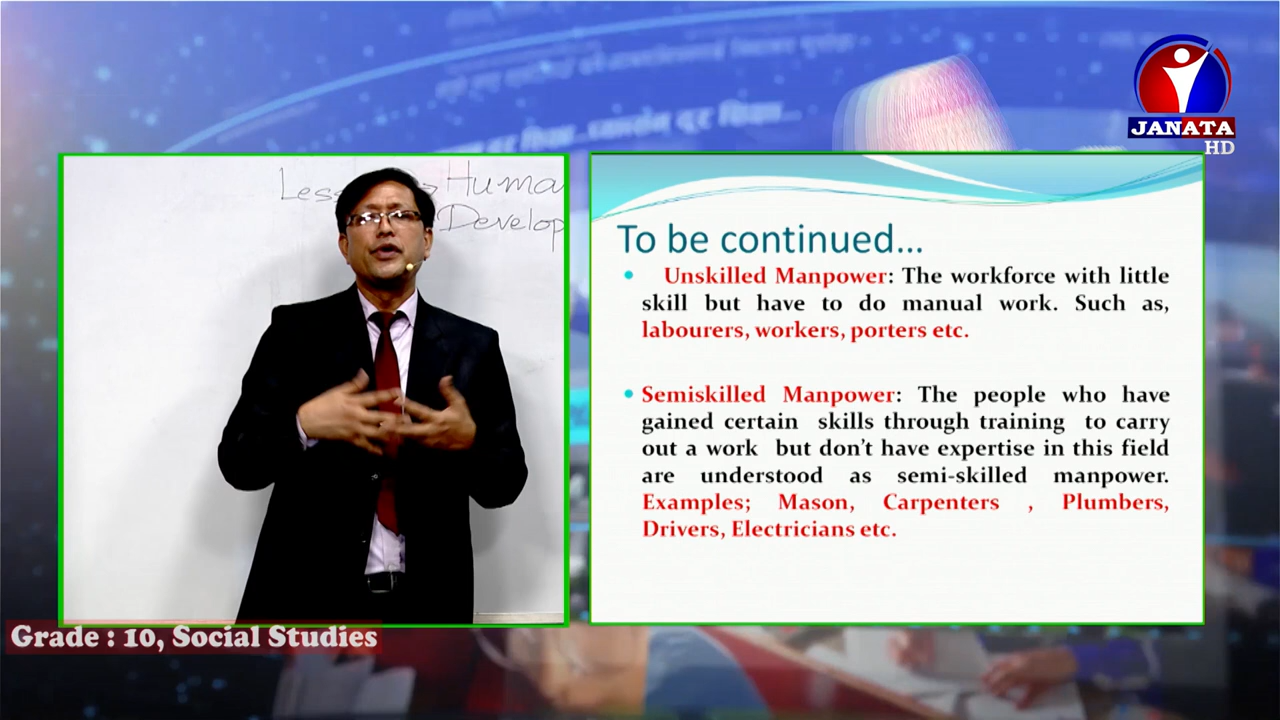 JANATA
HD
Less
Huma
Develop
To be continued...
• Unskilled Manpower: The workforce with little
skill but have to do manual work. Such as,
labourers, workers, porters etc.
• Semiskilled Manpower: The people who have
gained certain skills through training to carry
out a work but don't have expertise in this field
are understood as semi-skilled manpower.
Examples; Mason, Carpenters , Plumbers,
Drivers, Electricians etc.
Grade : 10, Social Studies